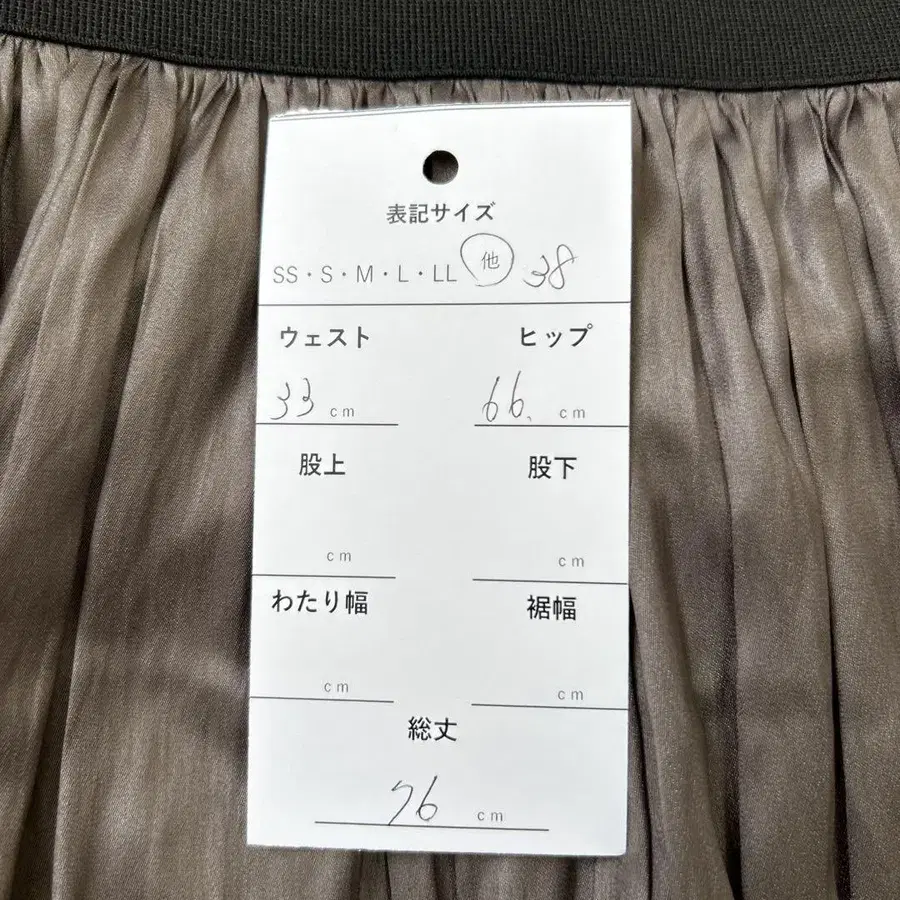 表記サイズ
SS・S・M・L・LL 他 38
ウェスト ヒップ
33 cm 66. cm
股上 股下
cm cm
わたり幅 裾幅
cm cm
総丈
76 cm